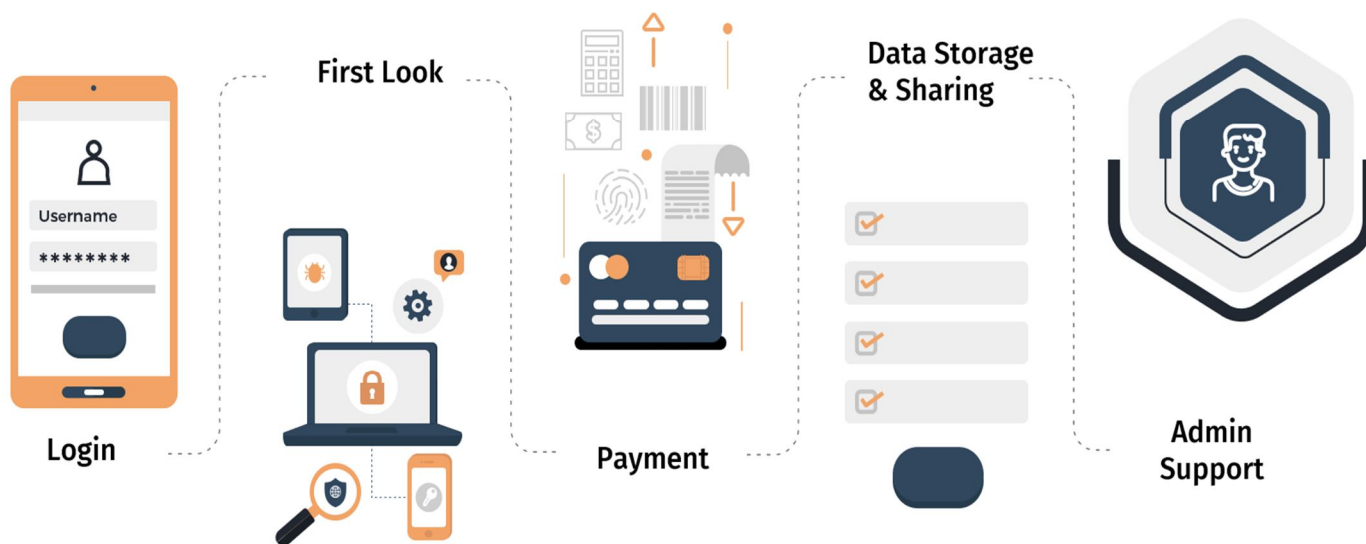 Login
Username
********
First Look
Payment
$
Data Storage
& Sharing
Admin
Support